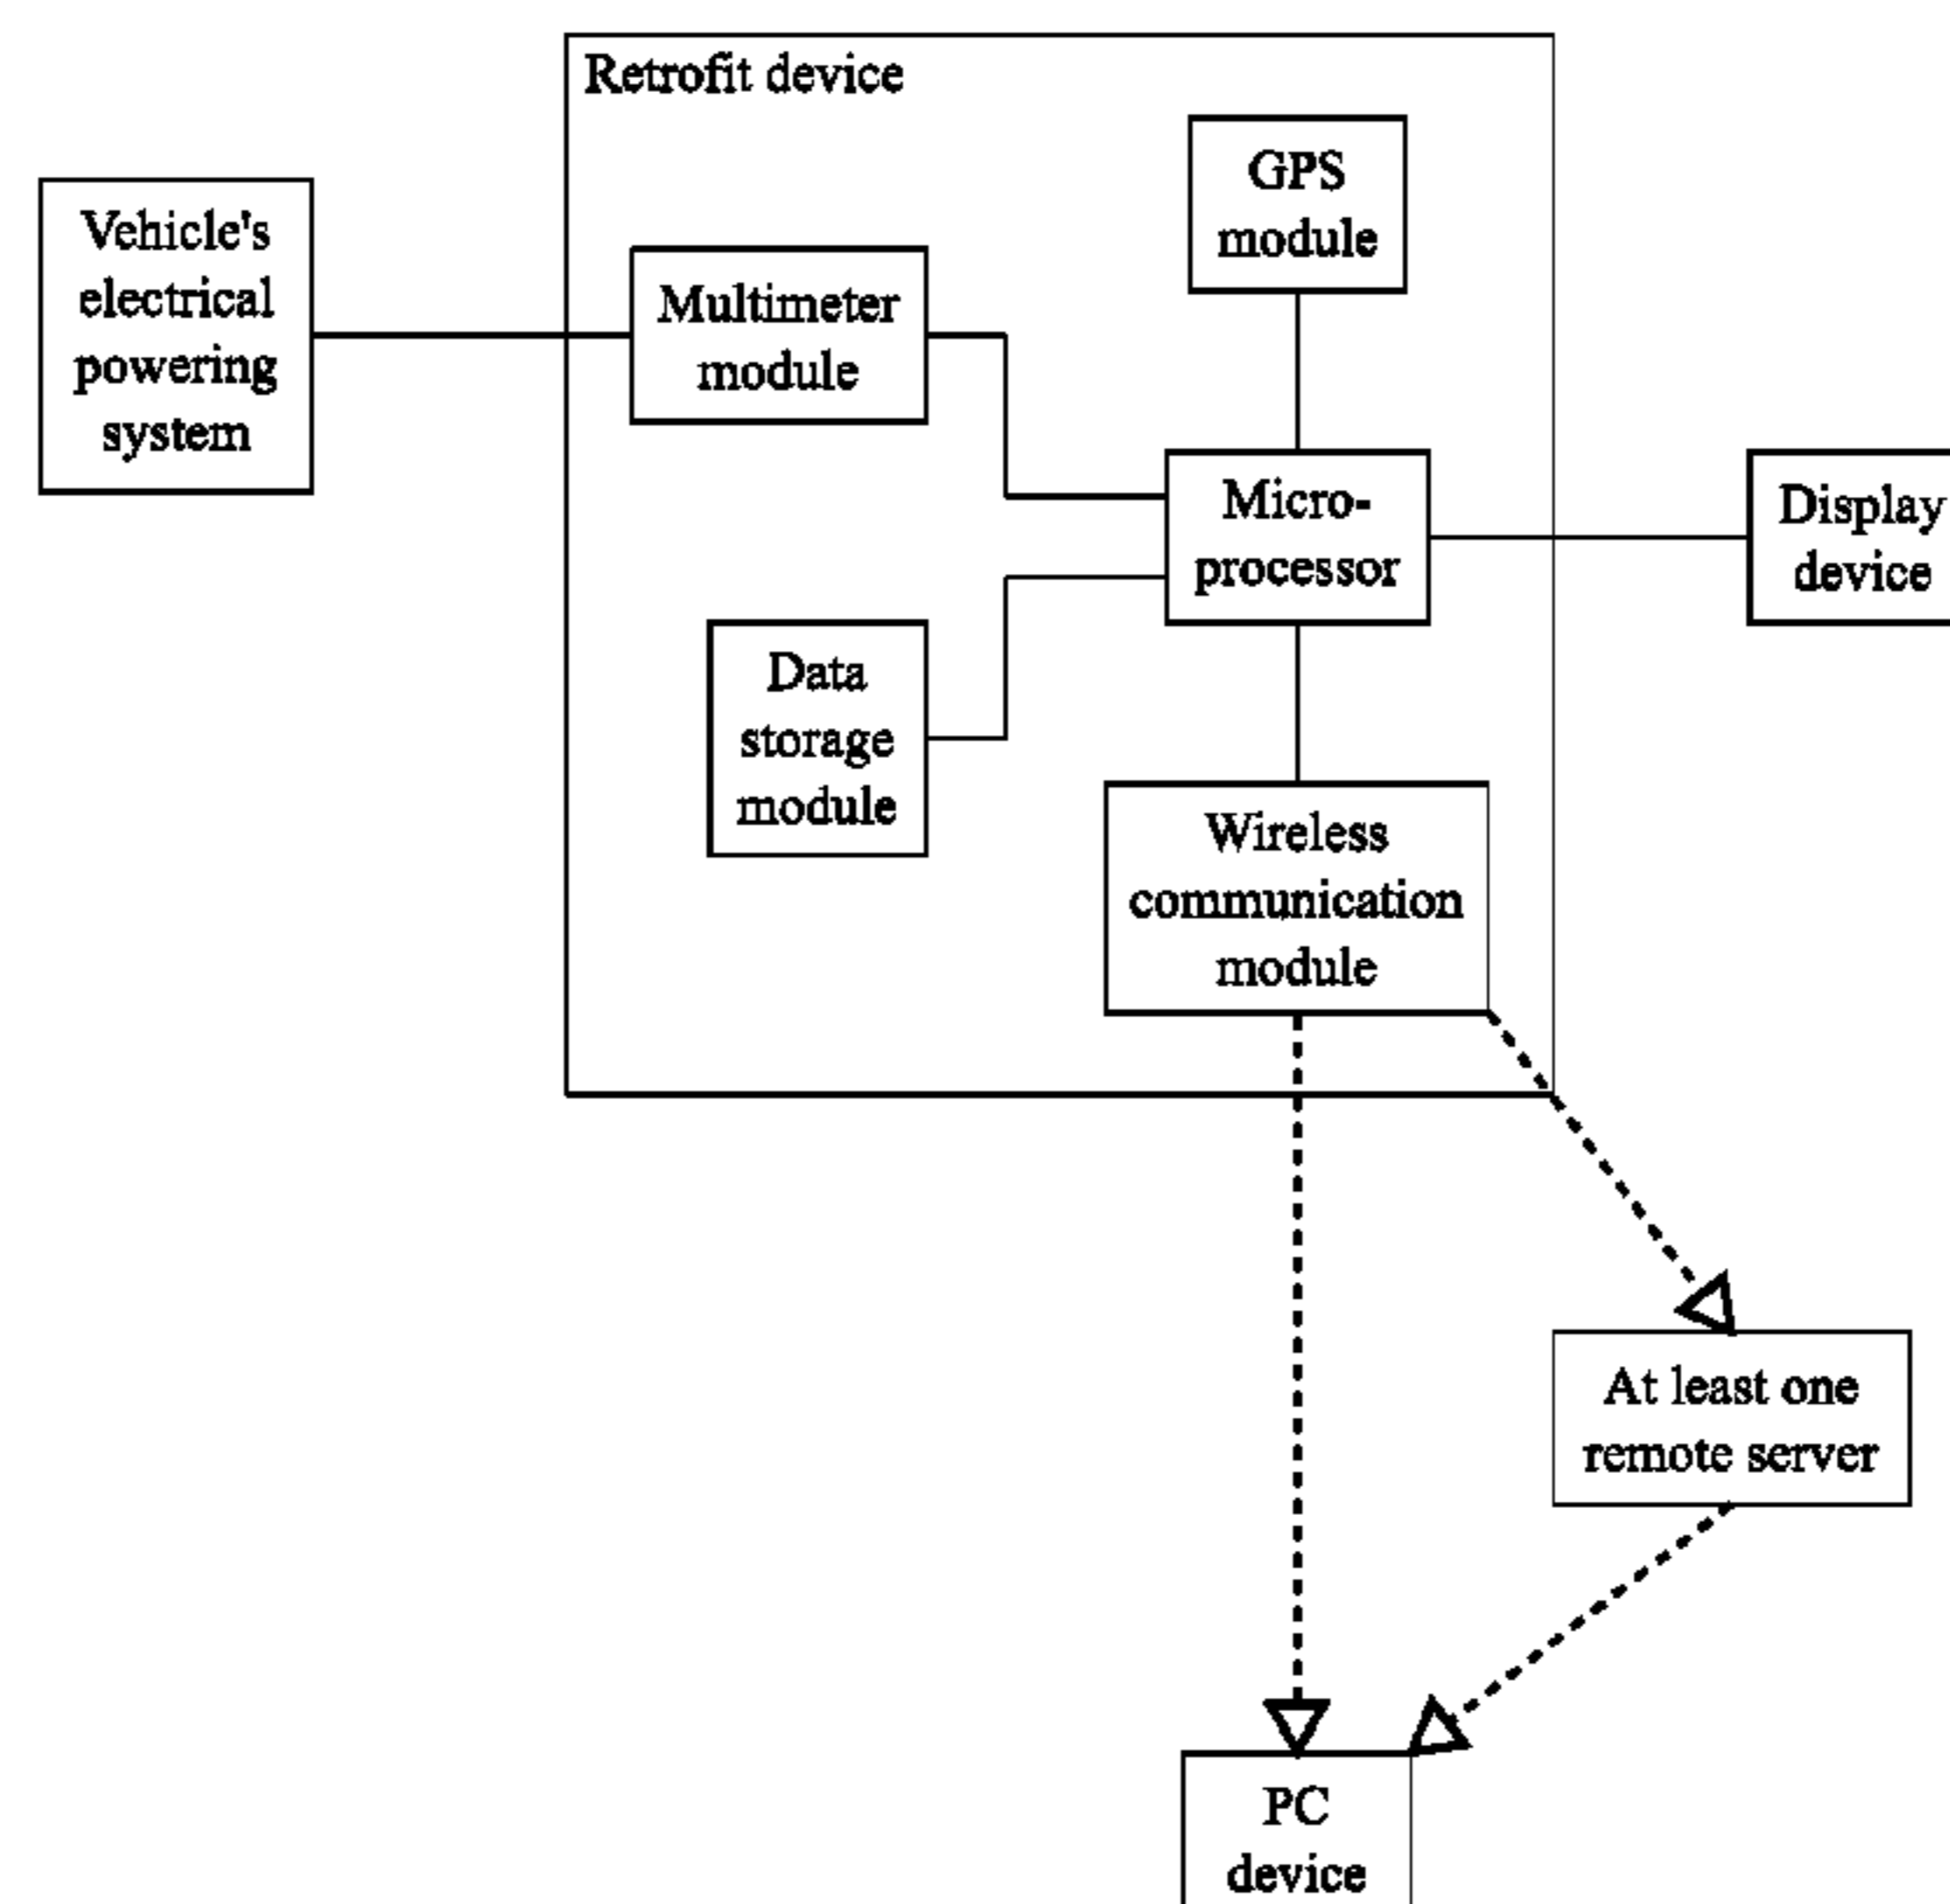 Retrofit device
GPS
module
Vehicle's
electrical
powering
system
Multimeter
module
Micro-
processor
Display
device
Data
storage
module
Wireless
communication
module
At least one
remote server
PC
device